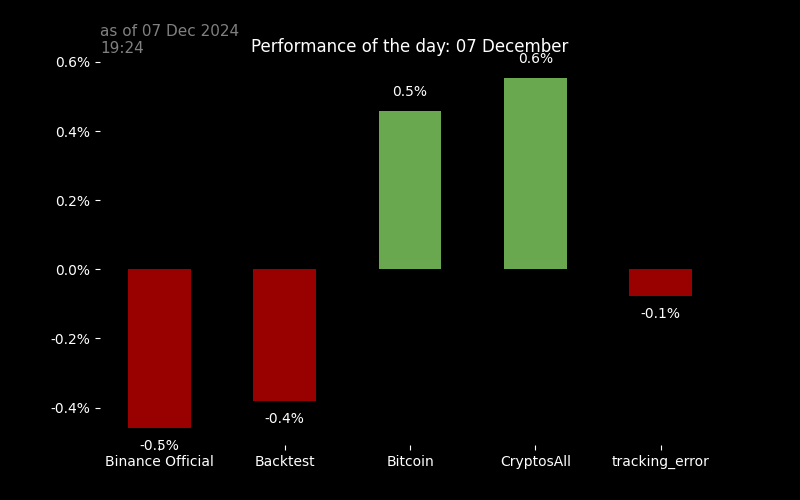 as of 07 Dec 2024
19:24
Performance of the day: 07 December
0.6%
0.4%
0.2%
0.0%
-0.2%
-0.4%
-0.5%
-0.4%
0.5%
0.6%
-0.1%
Binance Official
Backtest
Bitcoin
CryptosAll
tracking_error